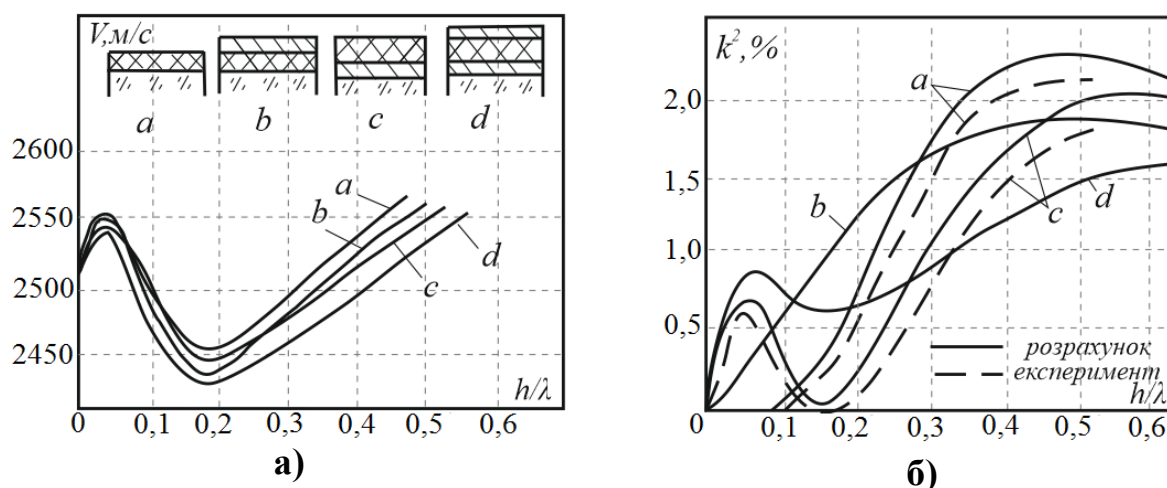 V,м/с
a
b
c
d
2600
2550
2500
2450
a
b
c
d
h/λ
0
0,1
0,2
0,3
0,4
0,5
0,6
а)
k²,%
2,0
1,5
1,0
0,5
a
b
c
d
розрахунок
експеримент
h/λ
0
0,1
0,2
0,3
0,4
0,5
0,6
б)